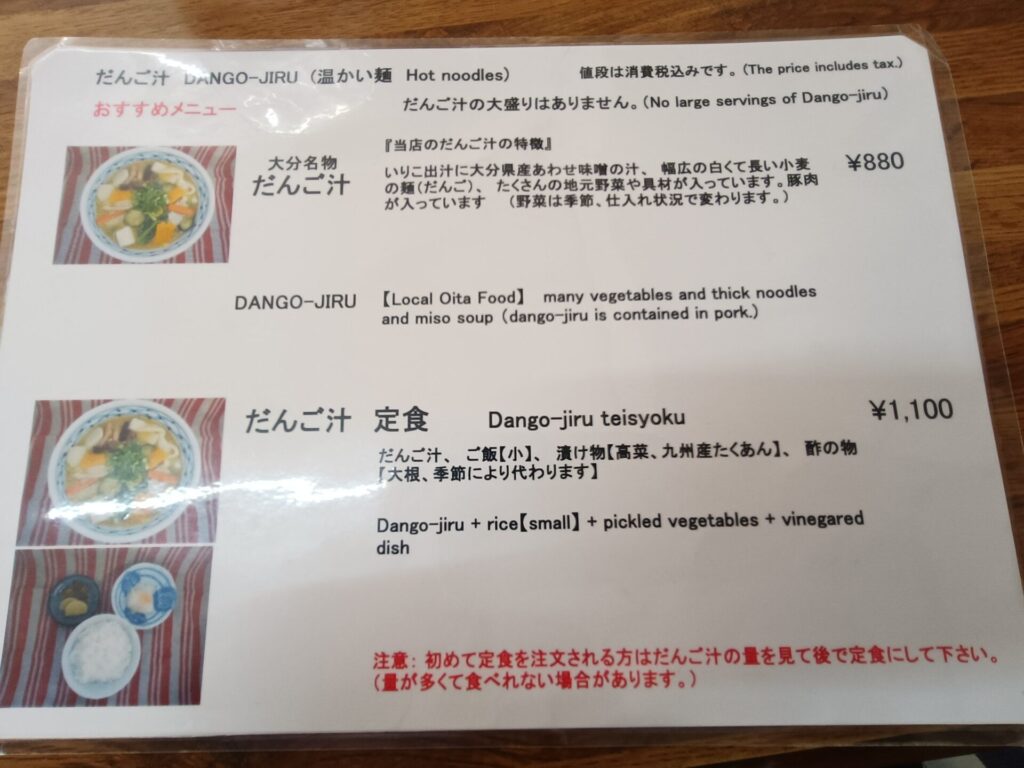 だんご汁 DANGO-JIRU (温かい麺 Hot noodles)
値段は消費税込みです。(The price includes tax.)
おすすめメニュー
だんご汁の大盛りはありません。(No large servings of Dango-jiru)
『当店のだんご汁の特徴』
大分名物
だんご汁
いりこ出汁に大分県産あわせ味噌の汁、 幅広の白くて長い小麦
の麺(だんご)、 たくさんの地元野菜や具材が入っています。豚肉
が入っています (野菜は季節、仕入れ状況で変わります。)
¥880
DANGO-JIRU 【Local Oita Food】 many vegetables and thick noodles
and miso soup (dango-jiru is contained in pork.)
だんご汁 定食 Dango-jiru teisyoku ¥1,100
だんご汁、 ご飯【小】、 漬け物【高菜、九州産たくあん】、 酢の物
【大根、季節により代わります】
Dango-jiru + rice【small】 + pickled vegetables + vinegared
dish
注意: 初めて定食を注文される方はだんご汁の量を見て後で定食にして下さい。
(量が多くて食べれない場合があります。)